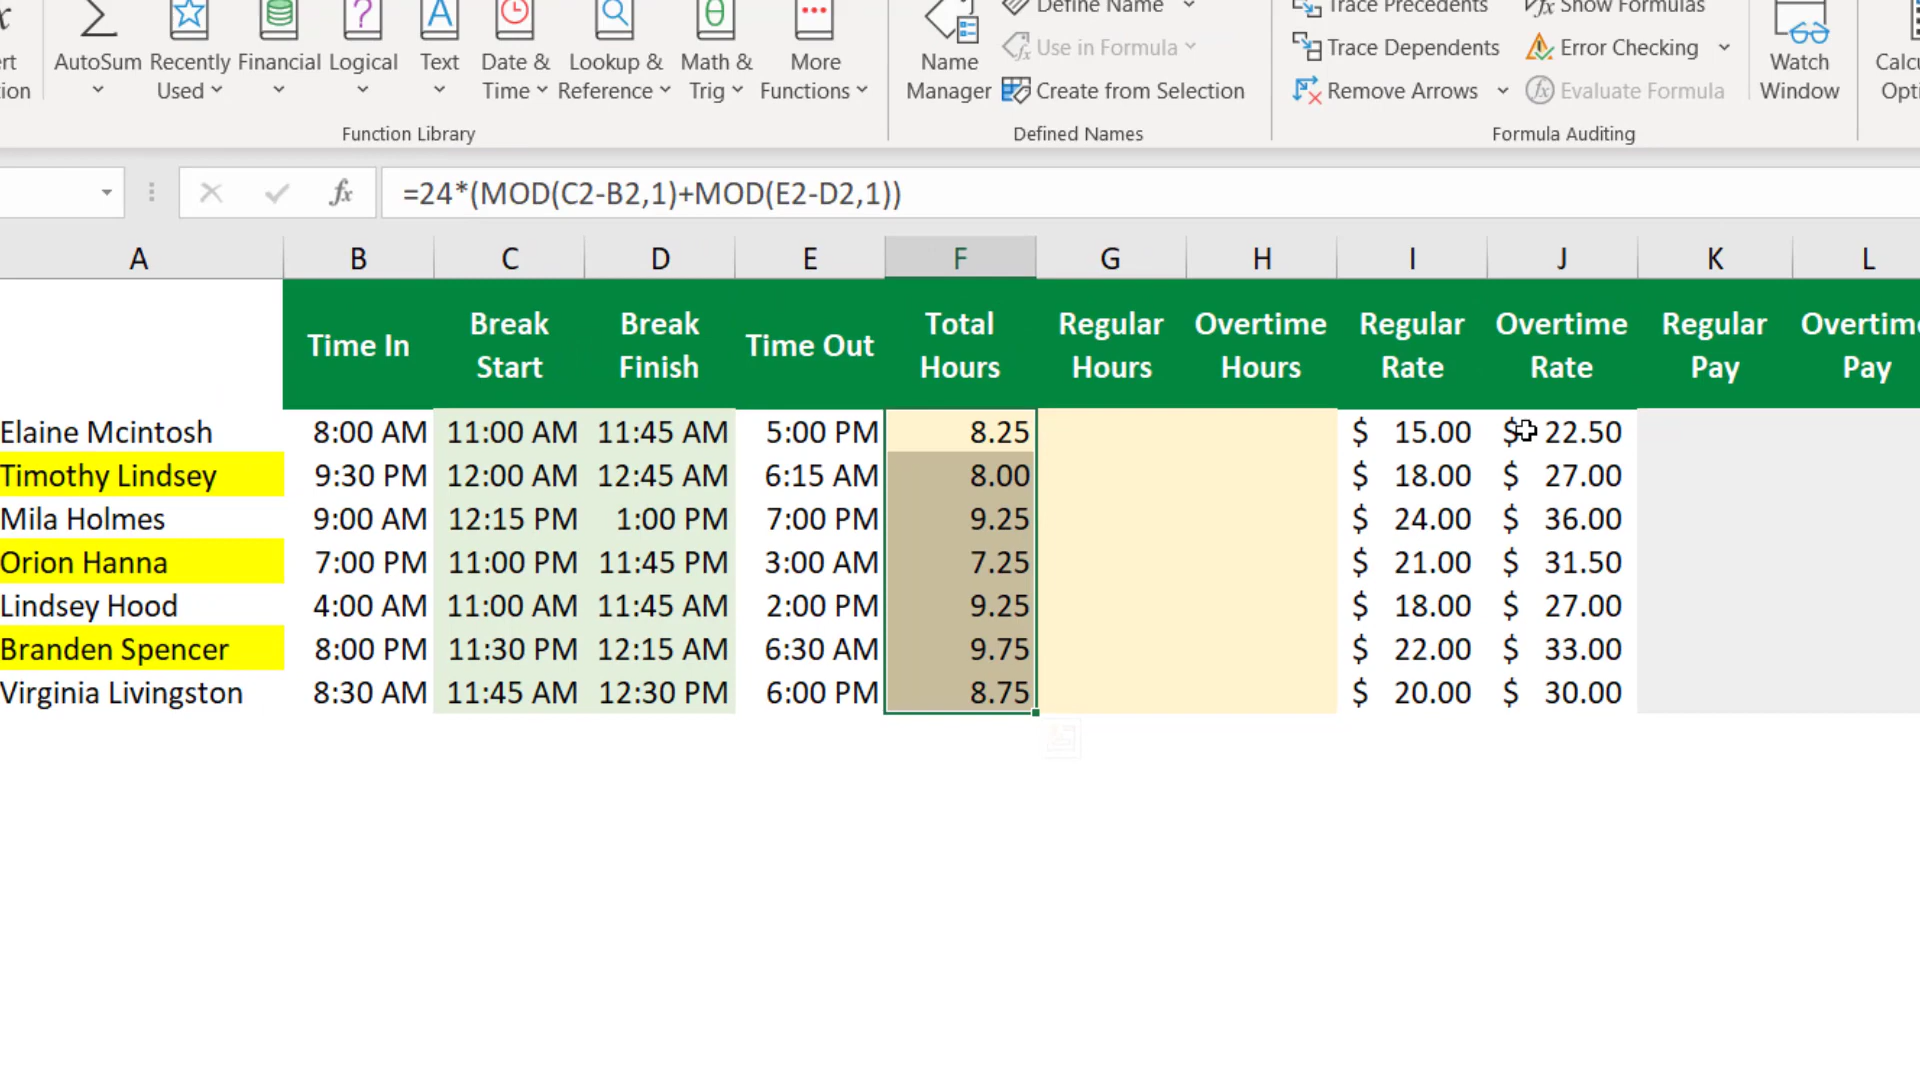 Define Name Trace Precedents Show Formulas
AutoSum Recently Used Financial Logical Text Date & Time Lookup & Reference Math & Trig More Functions
Name Manager Use in Formula Create from Selection
Trace Dependents Error Checking
Remove Arrows Evaluate Formula
Watch Window
Function Library Defined Names Formula Auditing
fx =24*(MOD(C2-B2,1)+MOD(E2-D2,1))
A B C D E F G H I J K L
Time In Break Start Break Finish Time Out Total Hours Regular Hours Overtime Hours Regular Rate Overtime Rate Regular Pay Overtime Pay
Elaine Mcintosh 8:00 AM 11:00 AM 11:45 AM 5:00 PM 8.25 $ 15.00 $ 22.50
Timothy Lindsey 9:30 PM 12:00 AM 12:45 AM 6:15 AM 8.00 $ 18.00 $ 27.00
Mila Holmes 9:00 AM 12:15 PM 1:00 PM 7:00 PM 9.25 $ 24.00 $ 36.00
Orion Hanna 7:00 PM 11:00 PM 11:45 PM 3:00 AM 7.25 $ 21.00 $ 31.50
Lindsey Hood 4:00 AM 11:00 AM 11:45 AM 2:00 PM 9.25 $ 18.00 $ 27.00
Branden Spencer 8:00 PM 11:30 PM 12:15 AM 6:30 AM 9.75 $ 22.00 $ 33.00
Virginia Livingston 8:30 AM 11:45 AM 12:30 PM 6:00 PM 8.75 $ 20.00 $ 30.00